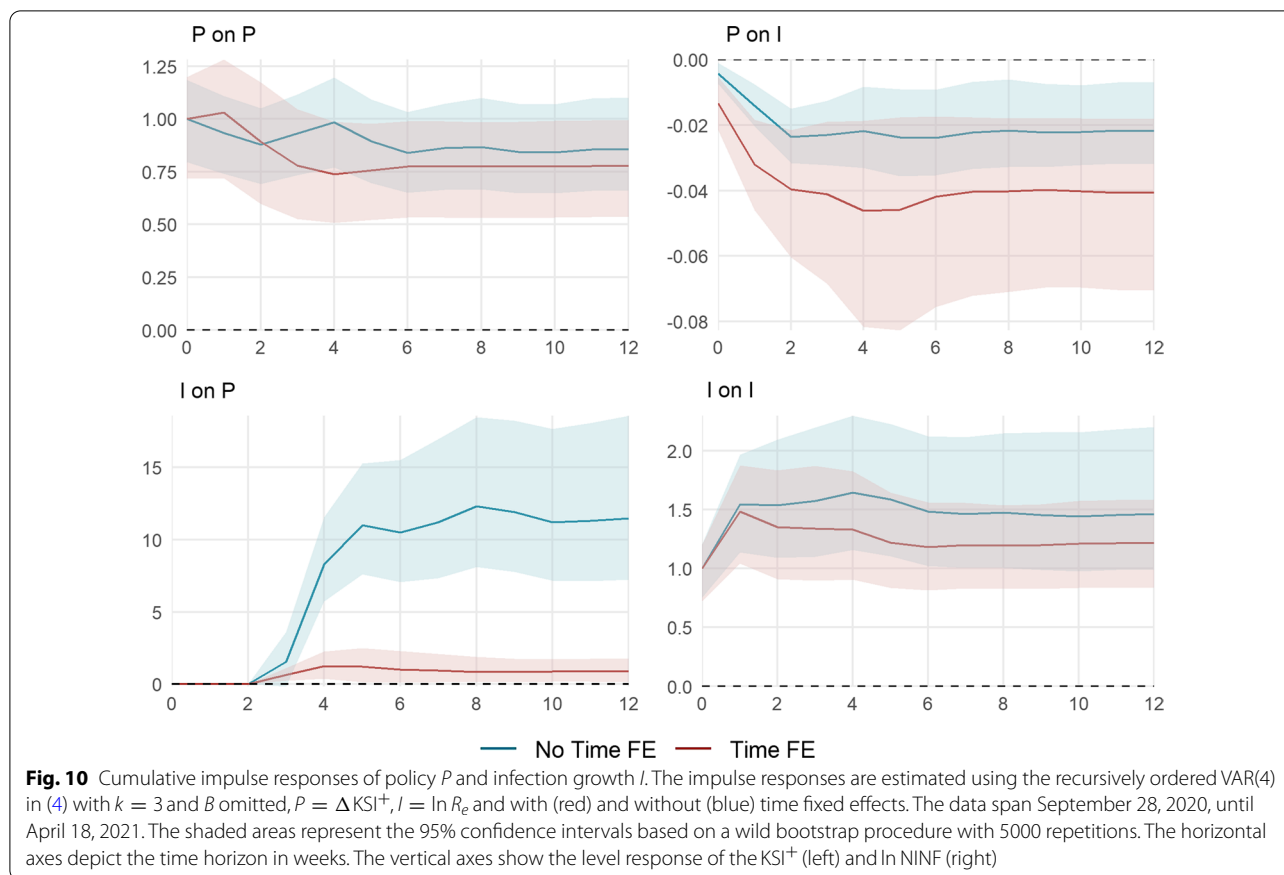 P on P
P on I
1.25
1.00
0.75
0.50
0.25
0.00
0 2 4 6 8 10 12
0.00
-0.02
-0.04
-0.06
-0.08
0 2 4 6 8 10 12
I on P
I on I
15
10
5
0
0 2 4 6 8 10 12
2.0
1.5
1.0
0.5
0.0
0 2 4 6 8 10 12
No Time FE Time FE
Fig. 10 Cumulative impulse responses of policy P and infection growth I. The impulse responses are estimated using the recursively ordered VAR(4)
in (4) with k = 3 and B omitted, P = ΔKSI⁺, I = ln Rₑ and with (red) and without (blue) time fixed effects. The data span September 28, 2020, until
April 18, 2021. The shaded areas represent the 95% confidence intervals based on a wild bootstrap procedure with 5000 repetitions. The horizontal
axes depict the time horizon in weeks. The vertical axes show the level response of the KSI⁺ (left) and ln NINF (right)